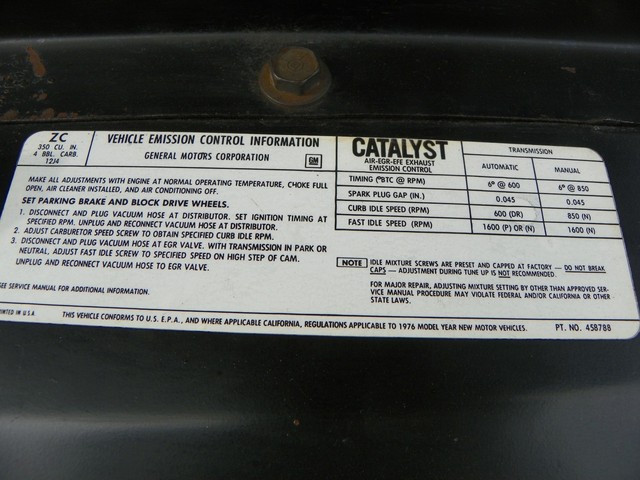 ZC
350 CU. IN.
4 BBL. CARB.
12J4
VEHICLE EMISSION CONTROL INFORMATION
GENERAL MOTORS CORPORATION
GM
CATALYST
AIR-EGR-EFE EXHAUST
EMISSION CONTROL
TRANSMISSION
AUTOMATIC MANUAL
TIMING (°BTC @ RPM) 6° @ 600 6° @ 850
SPARK PLUG GAP (IN.) 0.045 0.045
CURB IDLE SPEED (RPM) 600 (DR) 850 (N)
FAST IDLE SPEED (RPM) 1600 (P) OR (N) 1600 (N)
MAKE ALL ADJUSTMENTS WITH ENGINE AT NORMAL OPERATING TEMPERATURE, CHOKE FULL
OPEN, AIR CLEANER INSTALLED, AND AIR CONDITIONING OFF.
SET PARKING BRAKE AND BLOCK DRIVE WHEELS.
1. DISCONNECT AND PLUG VACUUM HOSE AT DISTRIBUTOR. SET IGNITION TIMING AT
SPECIFIED RPM. UNPLUG AND RECONNECT VACUUM HOSE AT DISTRIBUTOR.
2. ADJUST CARBURETOR SPEED SCREW TO OBTAIN SPECIFIED CURB IDLE RPM.
3. DISCONNECT AND PLUG VACUUM HOSE AT EGR VALVE. WITH TRANSMISSION IN PARK OR
NEUTRAL, ADJUST FAST IDLE SCREW TO SPECIFIED SPEED ON HIGH STEP OF CAM.
UNPLUG AND RECONNECT VACUUM HOSE TO EGR VALVE.
SEE SERVICE MANUAL FOR ADDITIONAL INFORMATION.
NOTE IDLE MIXTURE SCREWS ARE PRESET AND CAPPED AT FACTORY — DO NOT BREAK
CAPS — ADJUSTMENT DURING TUNE UP IS NOT RECOMMENDED.
FOR MAJOR REPAIR, ADJUSTING MIXTURE SETTING BY OTHER THAN APPROVED SER-
VICE MANUAL PROCEDURE MAY VIOLATE FEDERAL AND/OR CALIFORNIA OR OTHER
STATE LAWS.
PRINTED IN U.S.A THIS VEHICLE CONFORMS TO U.S. E.P.A., AND WHERE APPLICABLE CALIFORNIA, REGULATIONS APPLICABLE TO 1976 MODEL YEAR NEW MOTOR VEHICLES. PT. NO. 458788